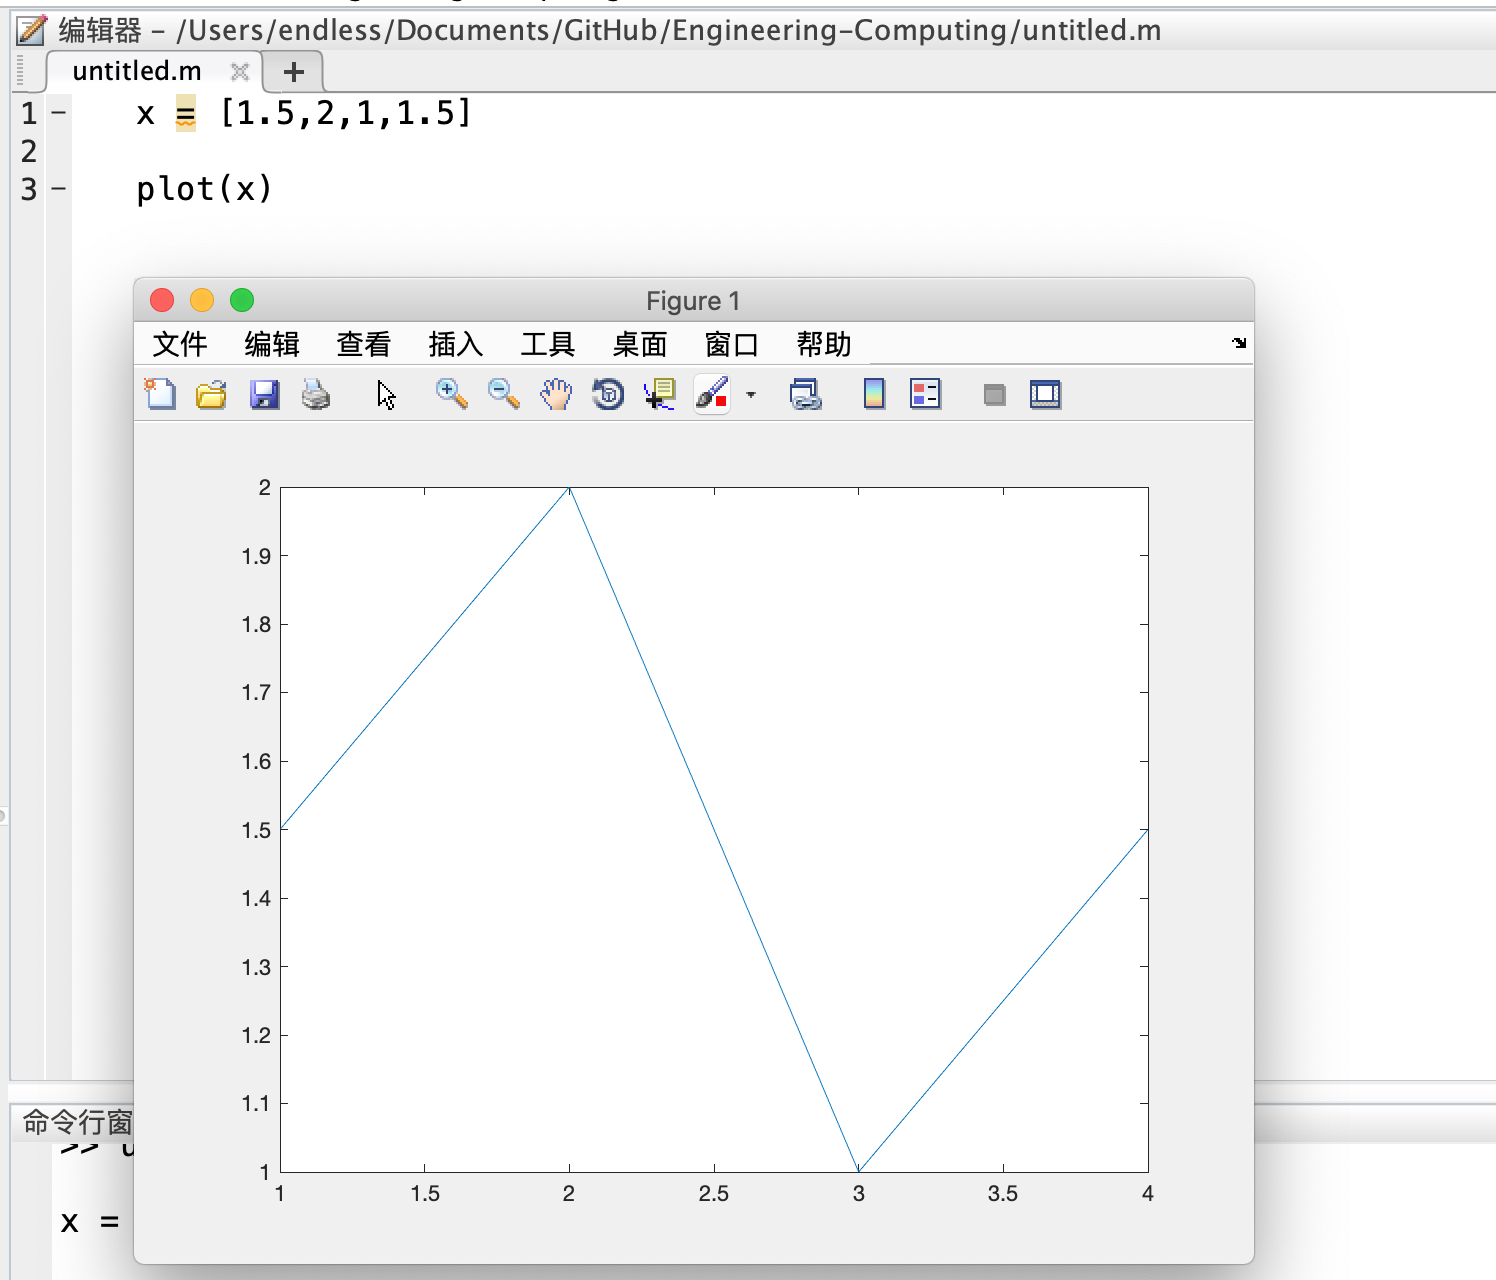 编辑器 – /Users/endless/Documents/GitHub/Engineering-Computing/untitled.m
untitled.m
1 – x = [1.5,2,1,1.5]
2
3 – plot(x)
Figure 1
文件 编辑 查看 插入 工具 桌面 窗口 帮助
2
1.9
1.8
1.7
1.6
1.5
1.4
1.3
1.2
1.1
1
1 1.5 2 2.5 3 3.5 4
命令行窗
>>
x =